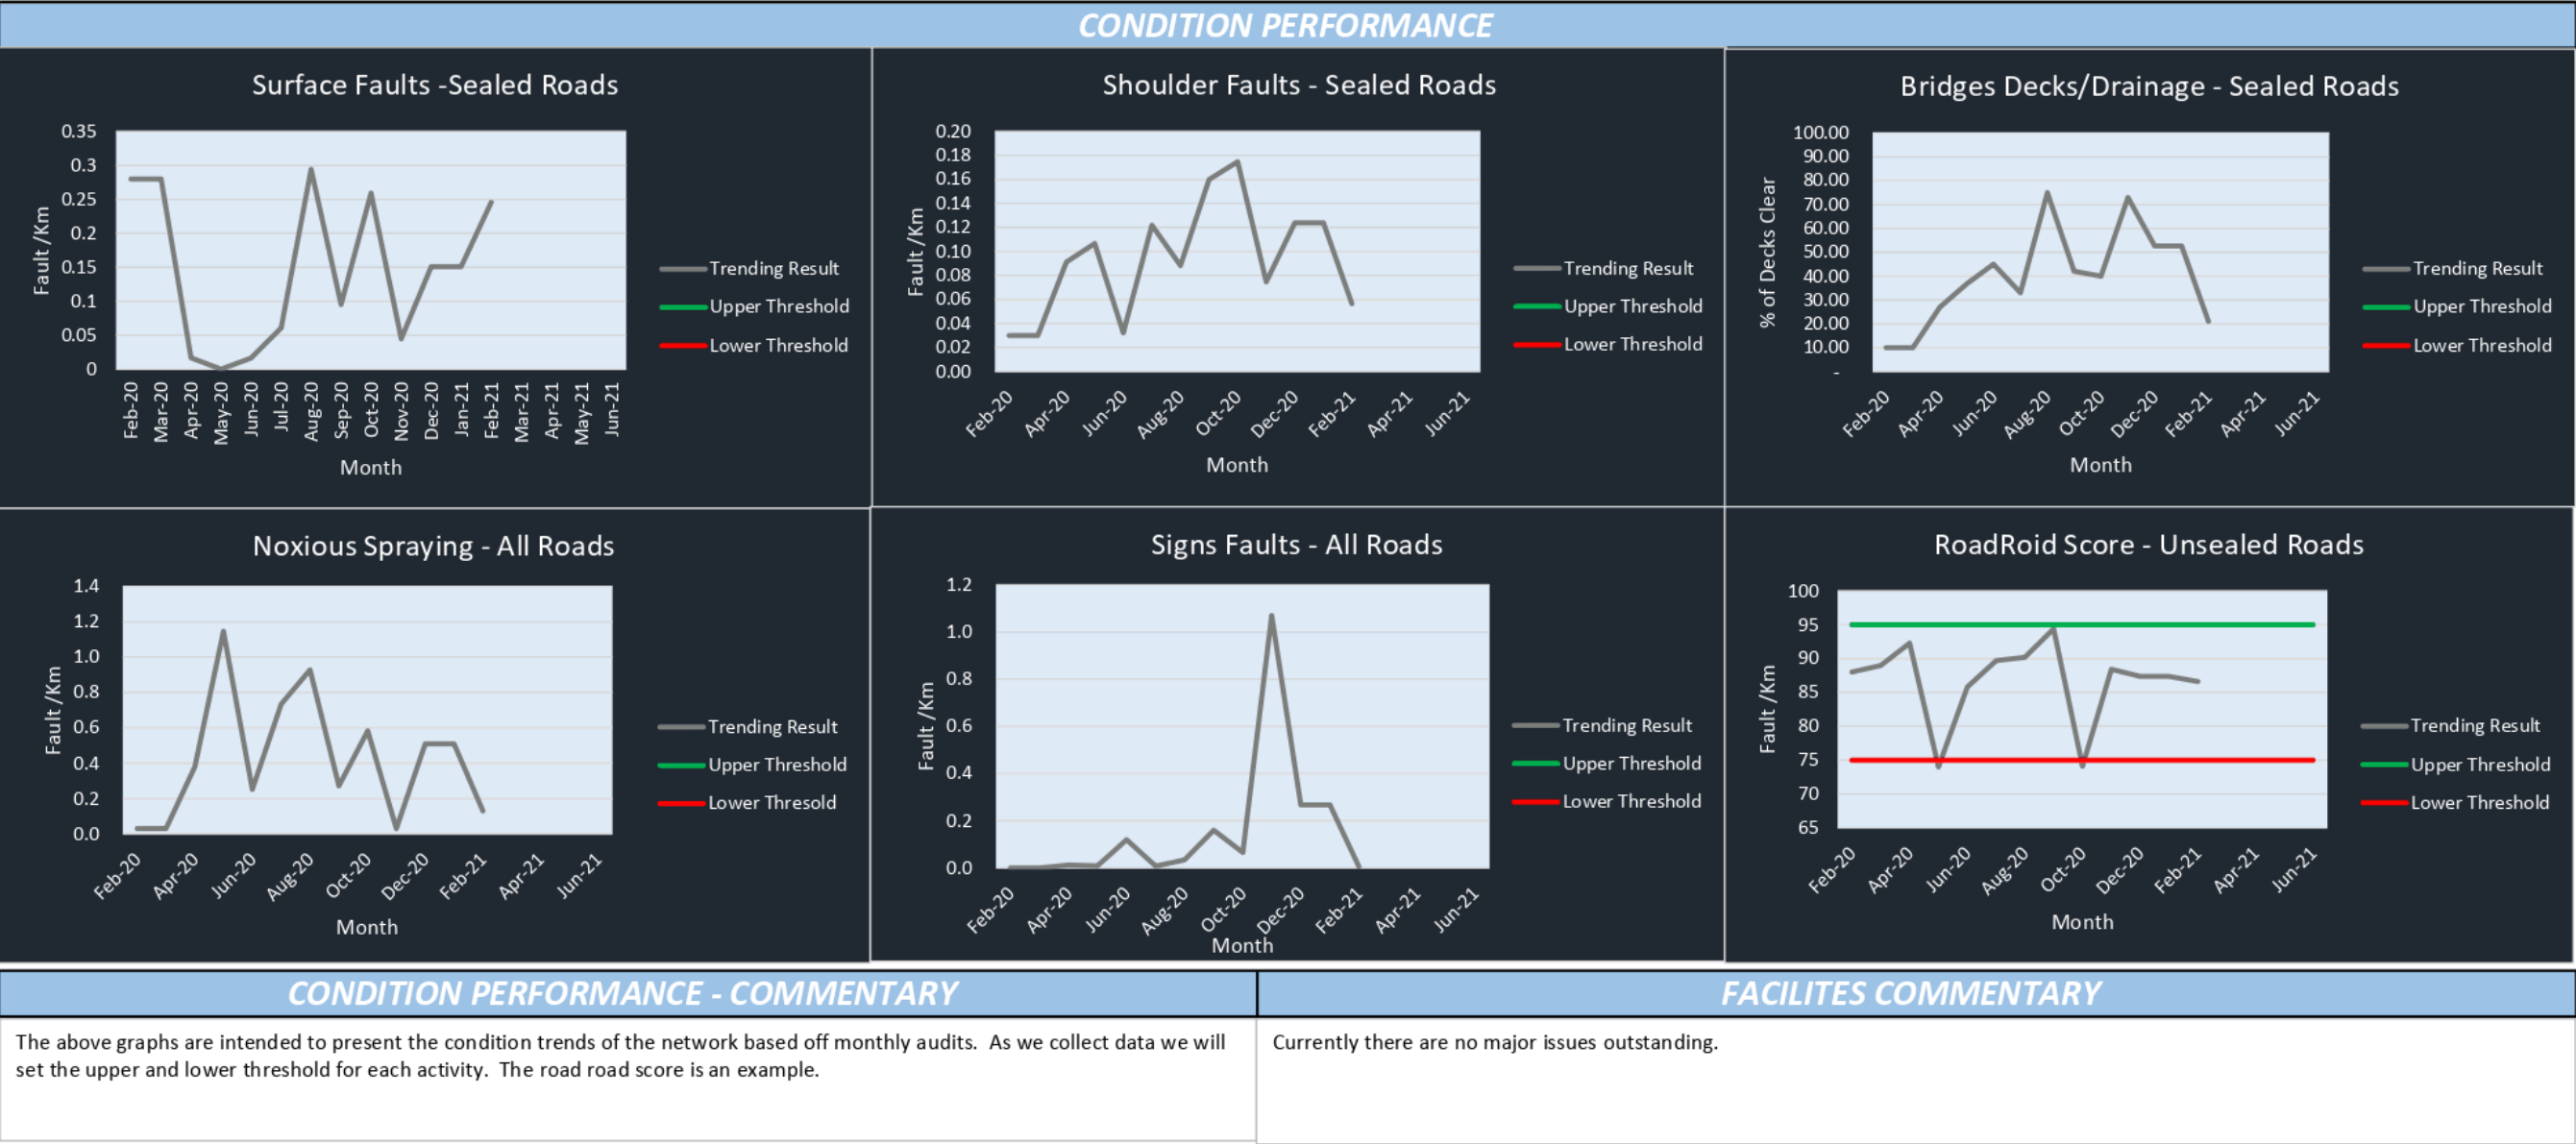 CONDITION PERFORMANCE
Surface Faults -Sealed Roads
0.35
0.3
0.25
0.2
0.15
0.1
0.05
0
Fault /Km
Feb-20
Mar-20
Apr-20
May-20
Jun-20
Jul-20
Aug-20
Sep-20
Oct-20
Nov-20
Dec-20
Jan-21
Feb-21
Mar-21
Apr-21
May-21
Jun-21
Month
Trending Result
Upper Threshold
Lower Threshold
Shoulder Faults - Sealed Roads
0.20
0.18
0.16
0.14
0.12
0.10
0.08
0.06
0.04
0.02
0.00
Fault /Km
Feb-20
Apr-20
Jun-20
Aug-20
Oct-20
Dec-20
Feb-21
Apr-21
Jun-21
Month
Trending Result
Upper Threshold
Lower Threshold
Bridges Decks/Drainage - Sealed Roads
100.00
90.00
80.00
70.00
60.00
50.00
40.00
30.00
20.00
10.00
-
% of Decks Clear
Feb-20
Apr-20
Jun-20
Aug-20
Oct-20
Dec-20
Feb-21
Apr-21
Jun-21
Month
Trending Result
Upper Threshold
Lower Threshold
Noxious Spraying - All Roads
1.4
1.2
1.0
0.8
0.6
0.4
0.2
0.0
Fault /Km
Feb-20
Apr-20
Jun-20
Aug-20
Oct-20
Dec-20
Feb-21
Apr-21
Jun-21
Month
Trending Result
Upper Threshold
Lower Thresold
Signs Faults - All Roads
1.2
1.0
0.8
0.6
0.4
0.2
0.0
Fault /Km
Feb-20
Apr-20
Jun-20
Aug-20
Oct-20
Dec-20
Feb-21
Apr-21
Jun-21
Month
Trending Result
Upper Threshold
Lower Threshold
RoadRoid Score - Unsealed Roads
100
95
90
85
80
75
70
65
Fault /Km
Feb-20
Apr-20
Jun-20
Aug-20
Oct-20
Dec-20
Feb-21
Apr-21
Jun-21
Month
Trending Result
Upper Threshold
Lower Threshold
CONDITION PERFORMANCE - COMMENTARY
The above graphs are intended to present the condition trends of the network based off monthly audits.  As we collect data we will
set the upper and lower threshold for each activity.  The road road score is an example.
FACILITES COMMENTARY
Currently there are no major issues outstanding.